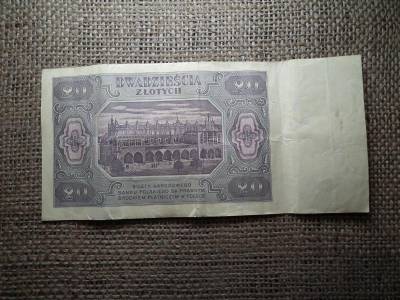 DWADZIEŚCIA
ZŁOTYCH
20 20
20 20
BILETY NARODOWEGO
BANKU POLSKIEGO SĄ PRAWNYM
ŚRODKIEM PŁATNICZYM W POLSCE